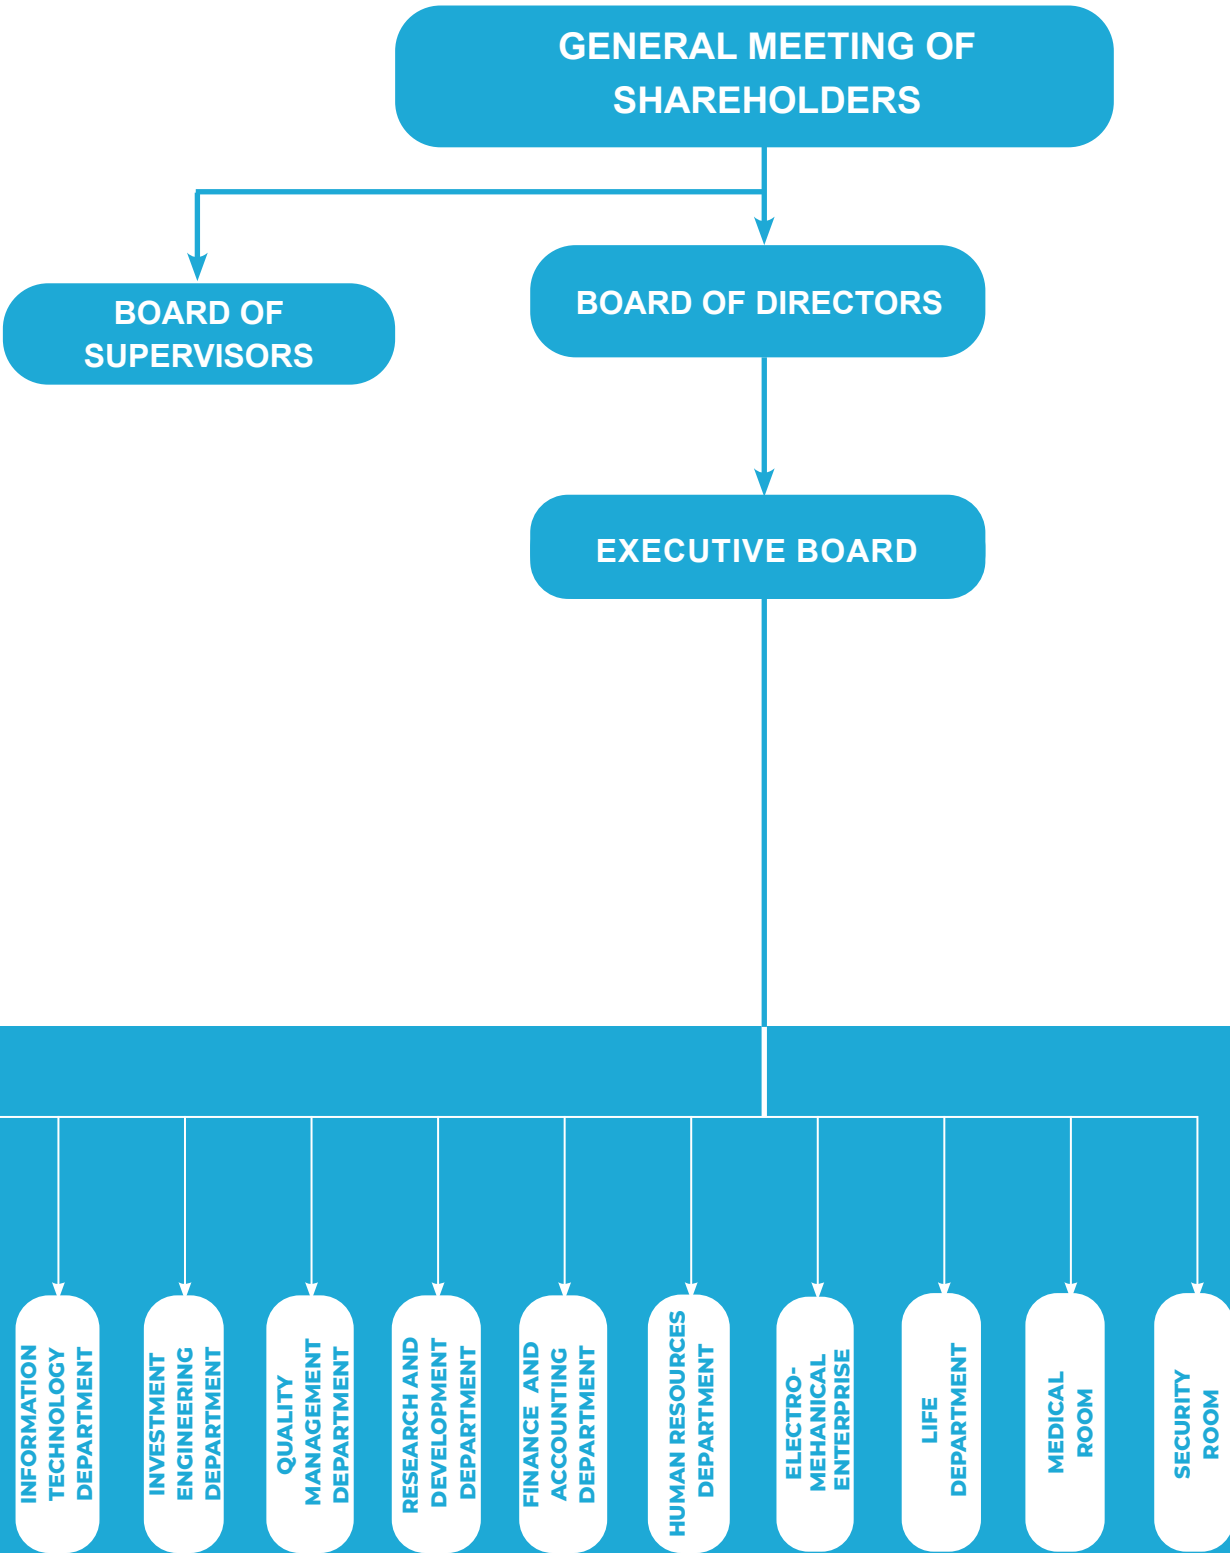 GENERAL MEETING OF
SHAREHOLDERS
BOARD OF
SUPERVISORS
BOARD OF DIRECTORS
EXECUTIVE BOARD
INFORMATION
TECHNOLOGY
DEPARTMENT
INVESTMENT
ENGINEERING
DEPARTMENT
QUALITY
MANAGEMENT
DEPARTMENT
RESEARCH AND
DEVELOPMENT
DEPARTMENT
FINANCE AND
ACCCOUNTING
DEPARTMENT
HUMAN RESOURCES
DEPARTMENT
ELECTRO-
MEHANICAL
ENTERPRISE
LIFE
DEPARTMENT
MEDICAL
ROOM
SECURITY
ROOM